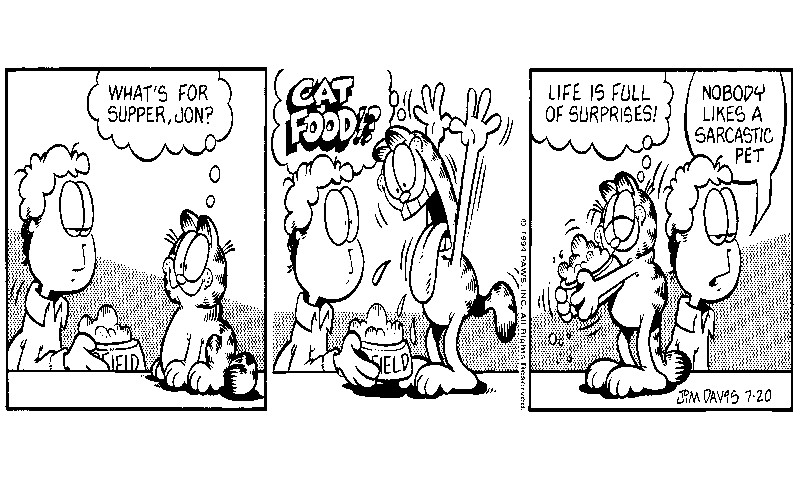 WHAT'S FOR
SUPPER, JON?
IELD
CAT
FOOD!?
IELD
© 1994 PAWS, INC. All Rights Reserved.
LIFE IS FULL
OF SURPRISES!
NOBODY
LIKES A
SARCASTIC
PET
JIM DAVIS 7-20